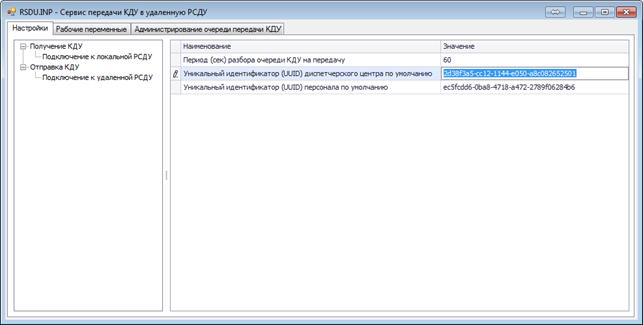 RSDU.INP - Сервис передачи КДУ в удаленную РСДУ
Настройки Рабочие переменные Администрирование очереди передачи КДУ
Получение КДУ
Подключение к локальной РСДУ
Отправка КДУ
Подключение к удаленной РСДУ
Наименование Значение
Период (сек) разбора очереди КДУ на передачу 60
Уникальный идентификатор (UUID) диспетчерского центра по умолчанию 2d38f3a5-cc12-1144-e050-a8c082652501
Уникальный идентификатор (UUID) персонала по умолчанию ec5fcdd6-0ba8-4718-a472-2789f06284b6